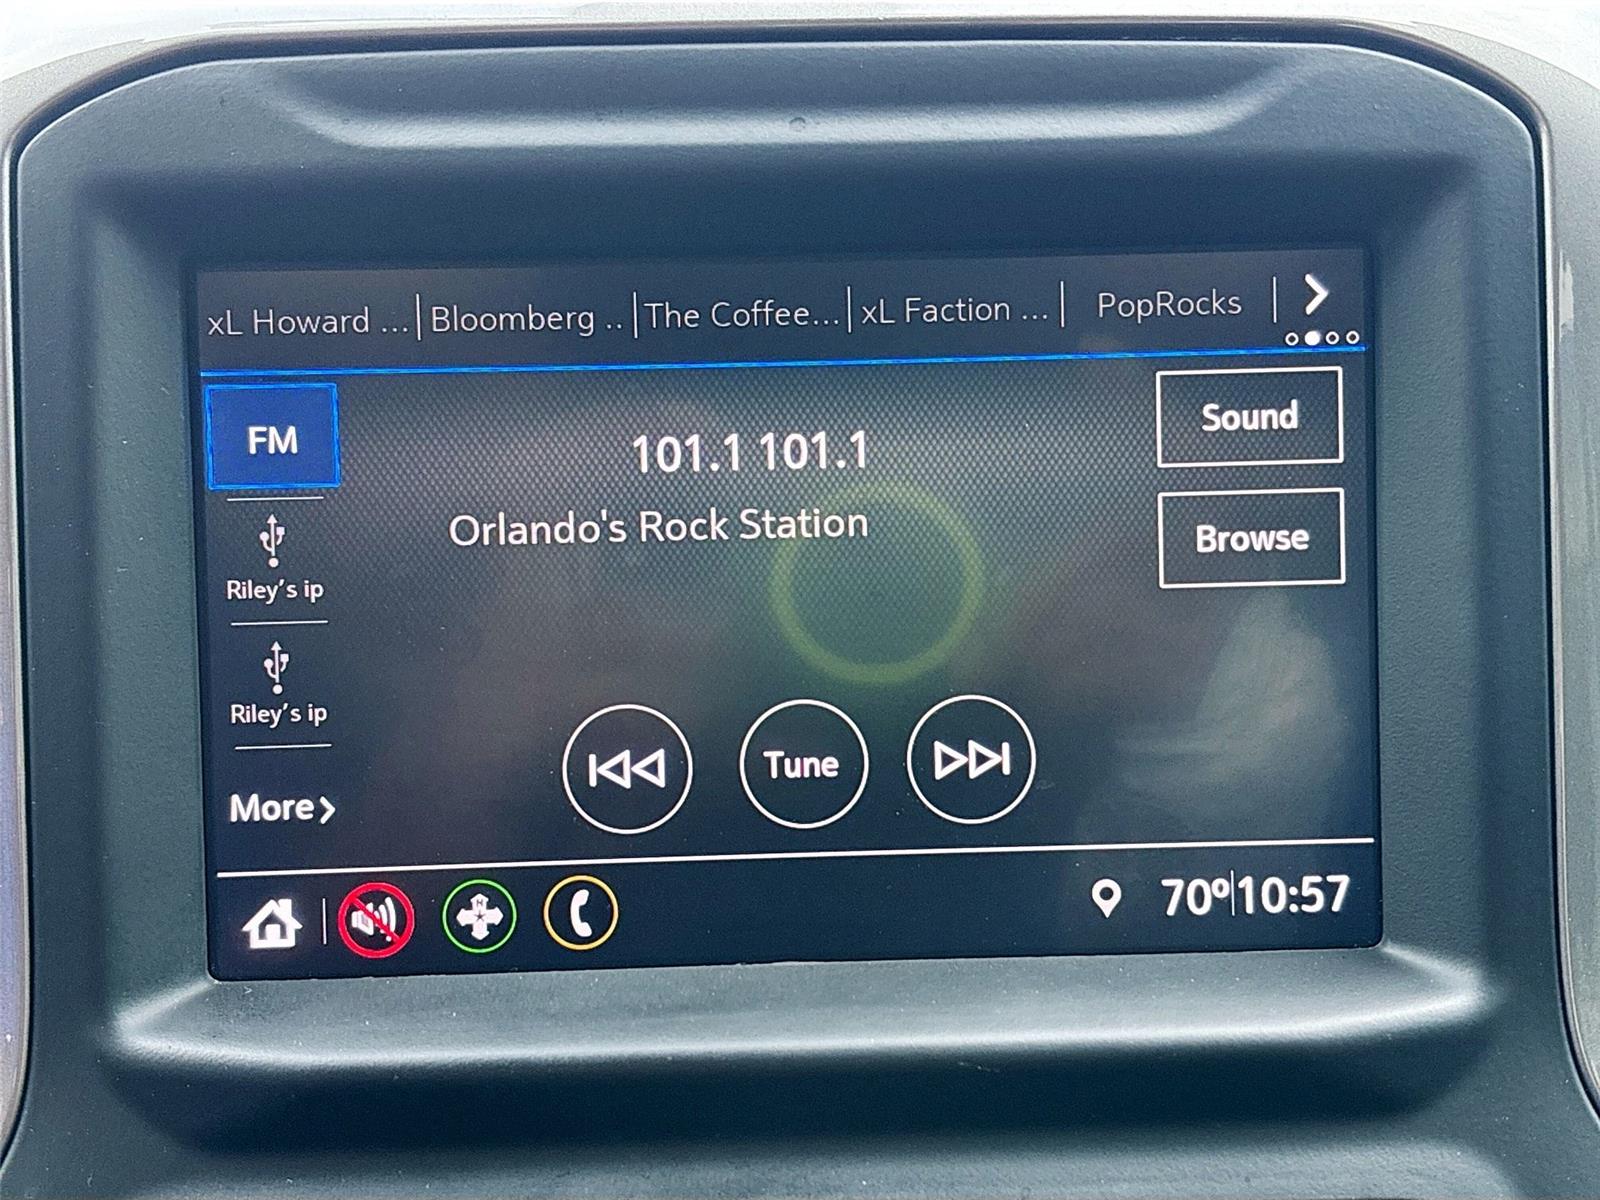 xL Howard ...
Bloomberg ..
The Coffee...
xL Faction ...
PopRocks
FM
101.1 101.1
Sound
Orlando's Rock Station
Browse
Riley's ip
Riley's ip
More
Tune
70º 10:57